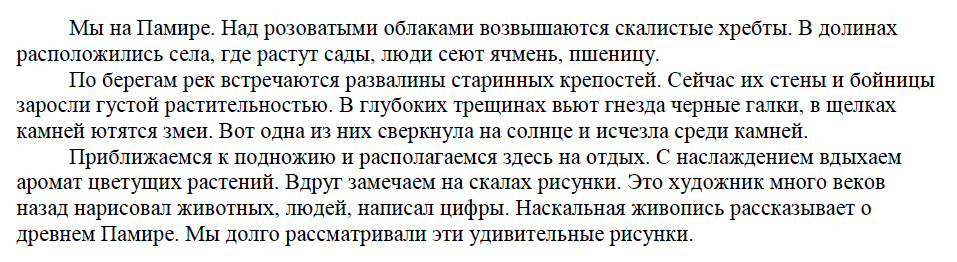 Мы на Памире. Над розоватыми облаками возвышаются скалистые хребты. В долинах
расположились села, где растут сады, люди сеют ячмень, пшеницу.
По берегам рек встречаются развалины старинных крепостей. Сейчас их стены и бойницы
заросли густой растительностью. В глубоких трещинах вьют гнезда черные галки, в щелках
камней ютятся змеи. Вот одна из них сверкнула на солнце и исчезла среди камней.
Приближаемся к подножию и располагаемся здесь на отдых. С наслаждением вдыхаем
аромат цветущих растений. Вдруг замечаем на скалах рисунки. Это художник много веков
назад нарисовал животных, людей, написал цифры. Наскальная живопись рассказывает о
древнем Памире. Мы долго рассматривали эти удивительные рисунки.